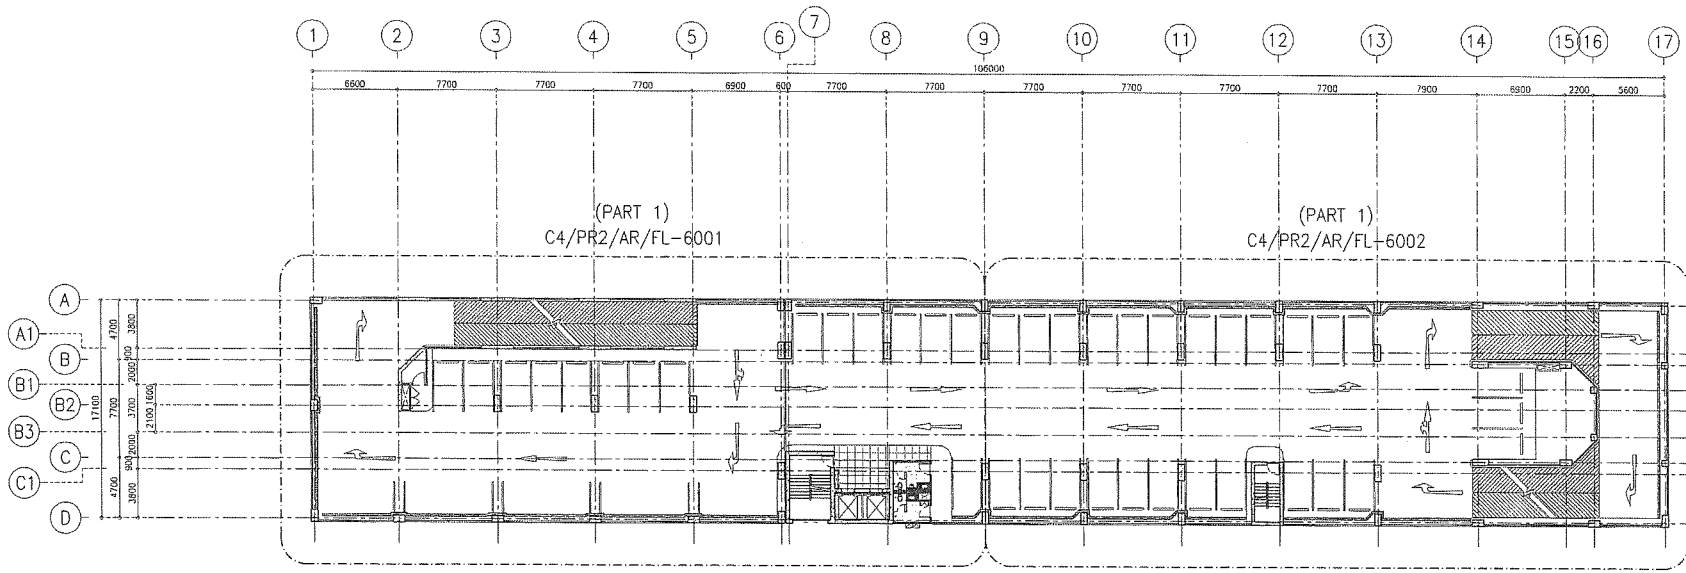 1 2 3 4 5 6 7 8 9 10 11 12 13 14 15 16 17
106000
6600 7700 7700 7700 6900 600 7700 7700 7700 7700 7700 7700 7900 6900 2200 5600
(PART 1)
C4/PR2/AR/FL-6001
(PART 1)
C4/PR2/AR/FL-6002
A
A1
B
B1
B2
B3
C
C1
D
17100
4700
7700
4700
3800
900
2000
3700
2000
900
3800
1600
2100